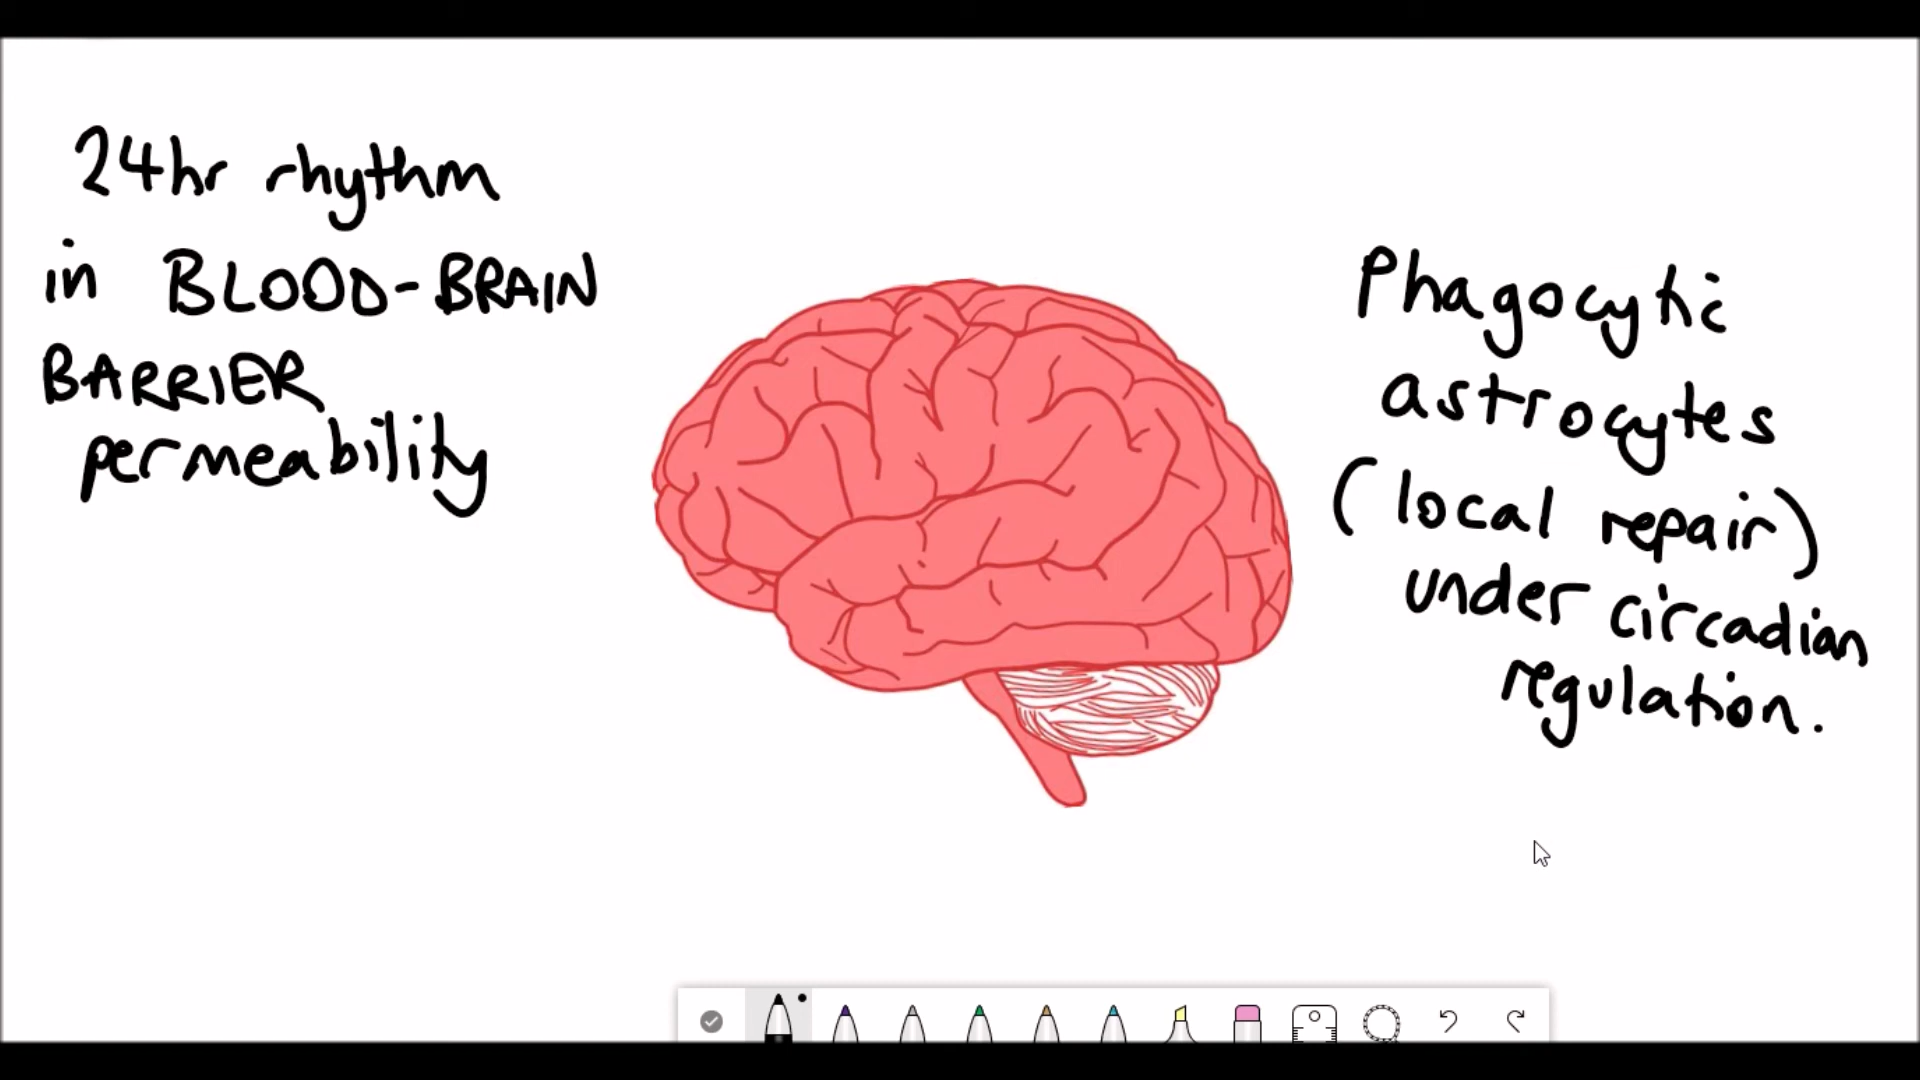 24hr rhythm
in BLOOD-BRAIN
BARRIER
permeability
Phagocytic
astrocytes
(local repair)
under circadian
regulation.